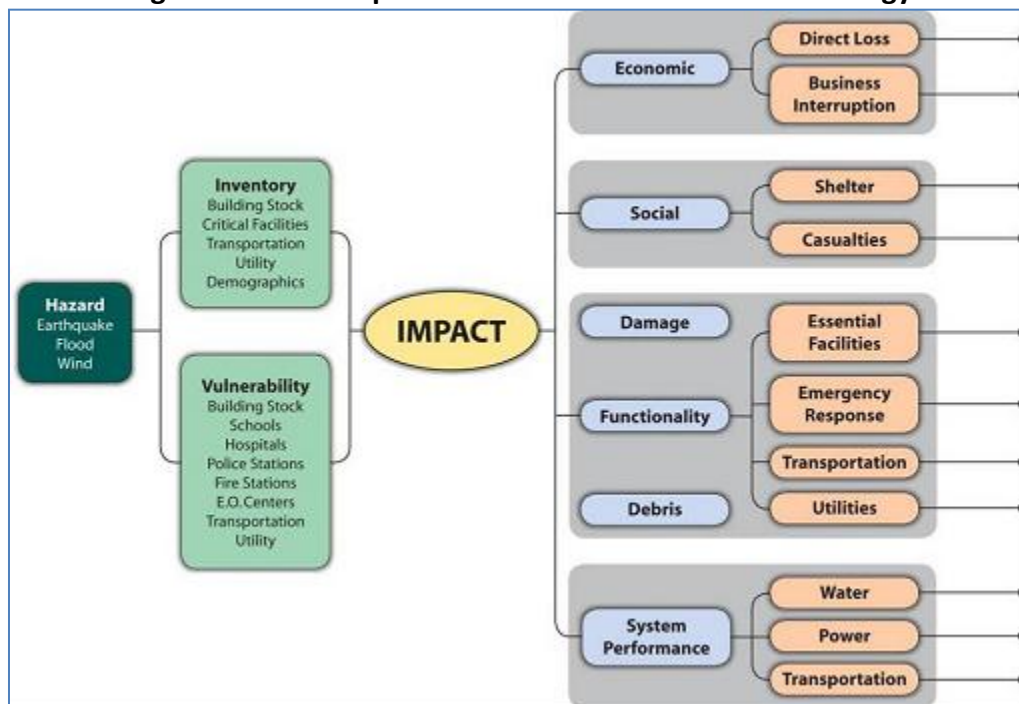 Hazard
Earthquake
Flood
Wind
Inventory
Building Stock
Critical Facilities
Transportation
Utility
Demographics
Vulnerability
Building Stock
Schools
Hospitals
Police Stations
Fire Stations
E.O. Centers
Transportation
Utility
IMPACT
Economic
Direct Loss
Business
Interruption
Social
Shelter
Casualties
Damage
Functionality
Debris
Essential
Facilities
Emergency
Response
Transportation
Utilities
System
Performance
Water
Power
Transportation